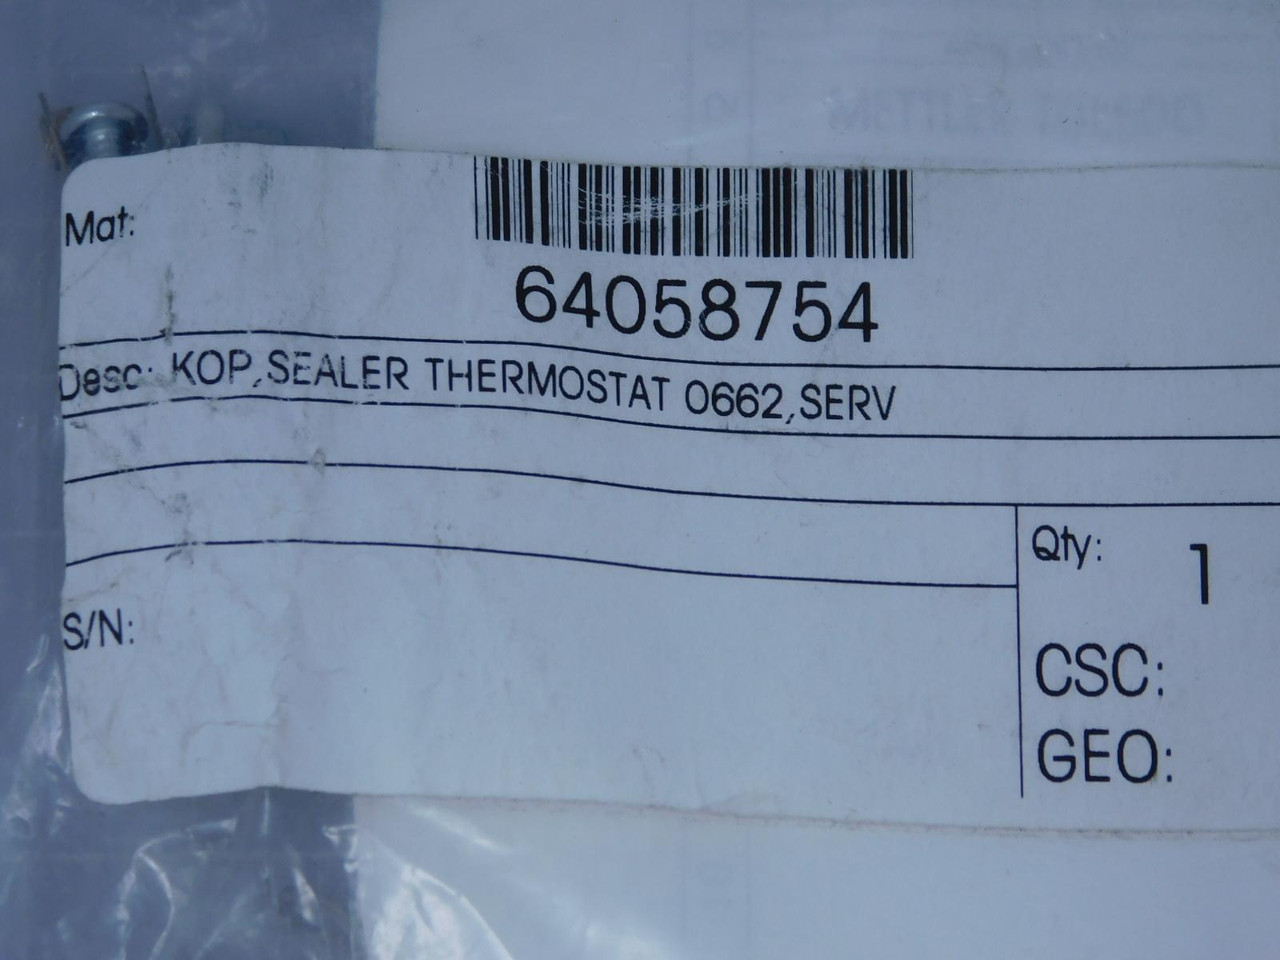 Mat:
64058754
Desc: KOP,SEALER THERMOSTAT 0662,SERV
Qty: 1
S/N:
CSC:
GEO: